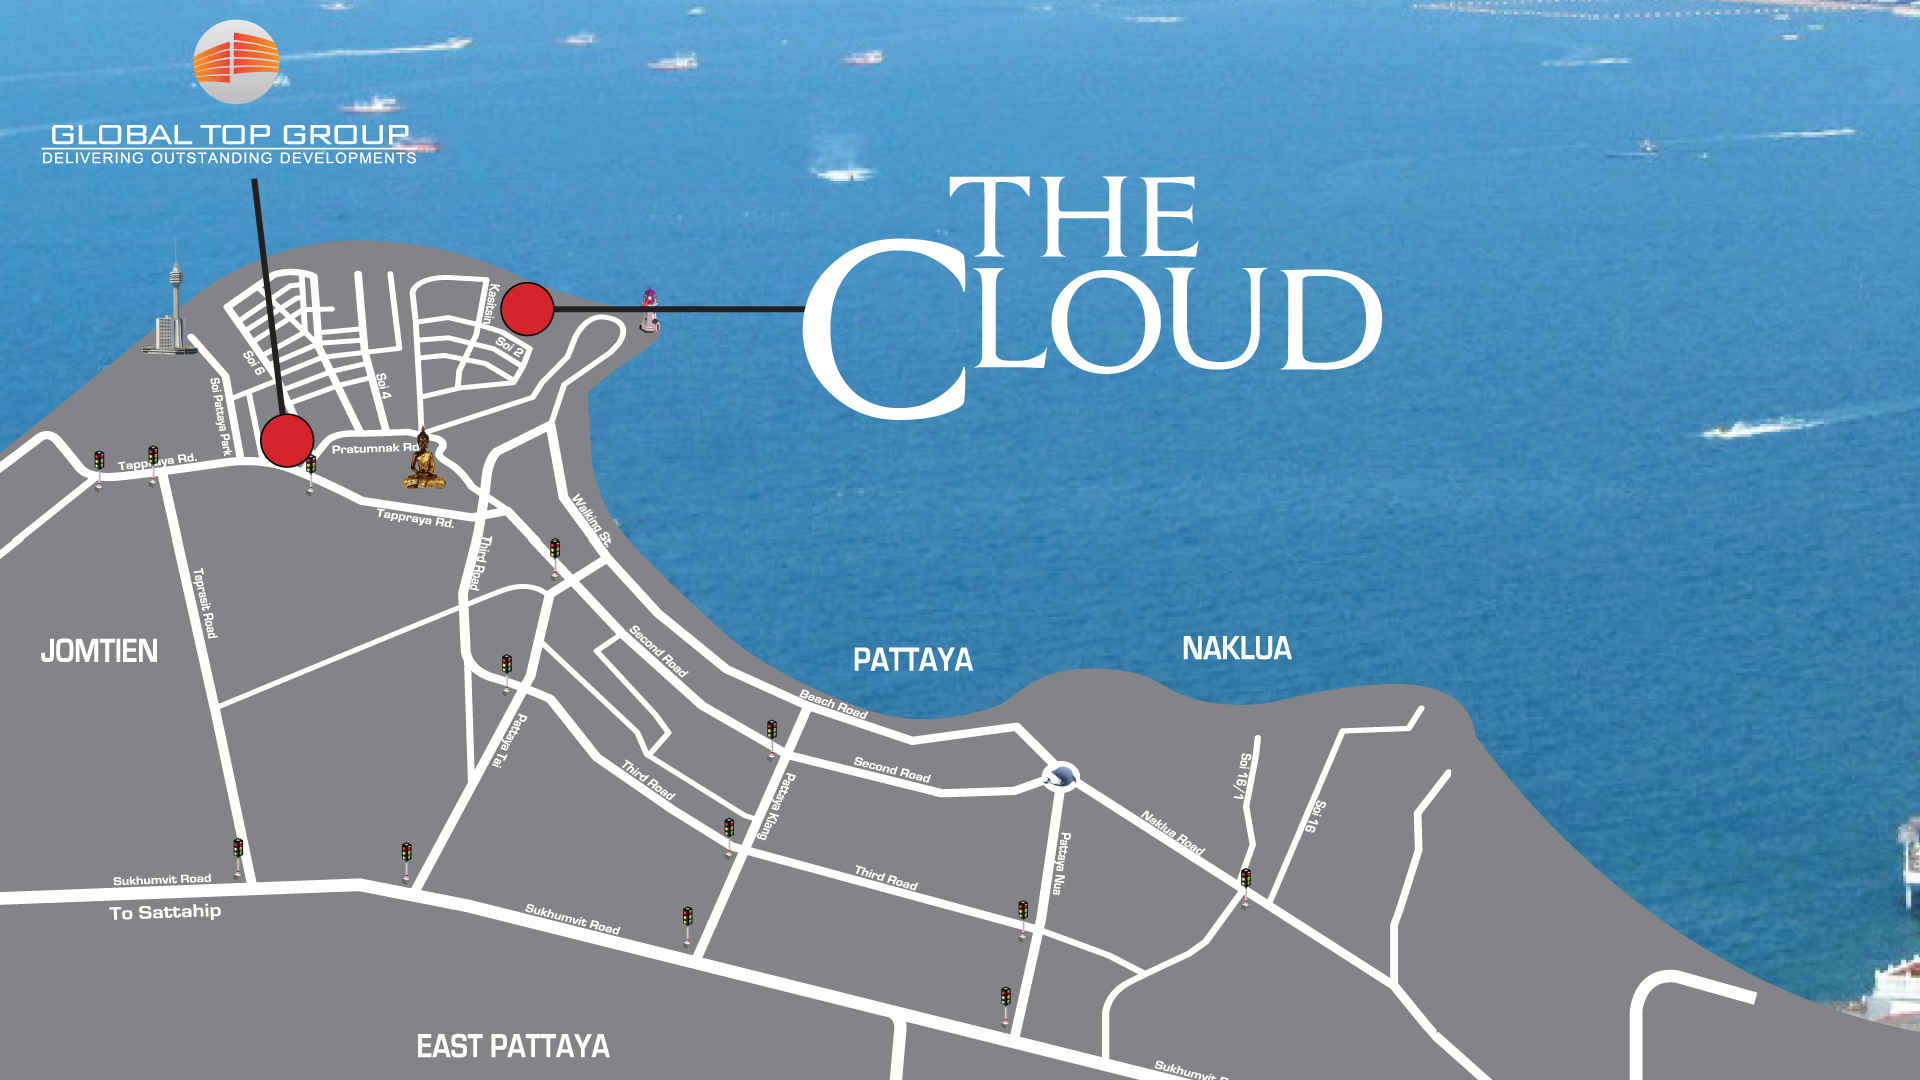 GLOBAL TOP GROUP
DELIVERING OUTSTANDING DEVELOPMENTS
THE
CLOUD
Kasitsin
Soi 2
Soi 6
Soi 4
Soi Pattaya Park
Pratumnak Rd.
Tappraya Rd.
Tappraya Rd.
Walking St.
Third Road
Taprasit Road
JOMTIEN
Second Road
PATTAYA
NAKLUA
Beach Road
Pattaya Tai
Third Road
Pattaya Klang
Second Road
Soi 16/1
Soi 16
Naklua Road
Pattaya Nua
Third Road
Sukhumvit Road
To Sattahip
Sukhumvit Road
EAST PATTAYA
Sukhumvit R